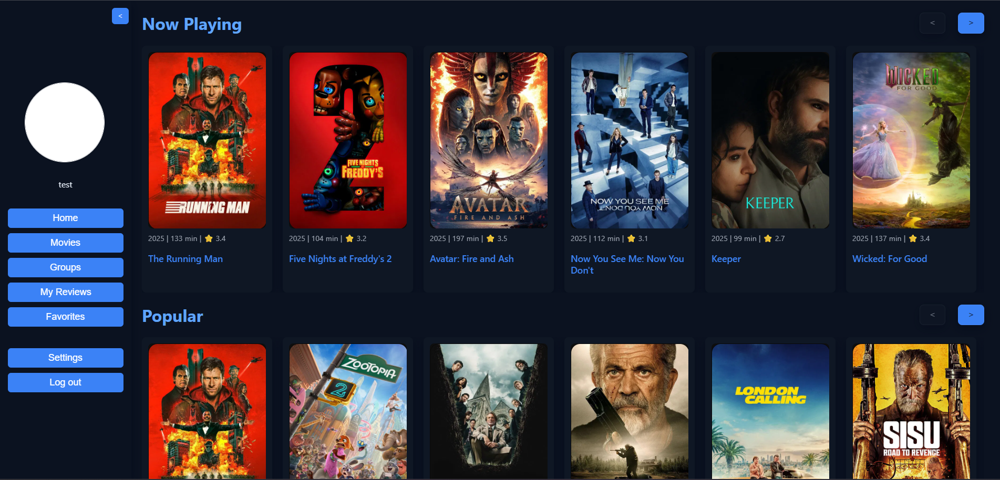 <
test
Home
Movies
Groups
My Reviews
Favorites
Settings
Log out
Now Playing
<
>
THE RUNNING MAN
2025 | 133 min | ⭐ 3.4
The Running Man
FIVE NIGHTS
AT
FREDDY'S
2025 | 104 min | ⭐ 3.2
Five Nights at Freddy's 2
AVATAR
FIRE AND ASH
2025 | 197 min | ⭐ 3.5
Avatar: Fire and Ash
NOW YOU SEE ME
NOW YOU DON'T
2025 | 112 min | ⭐ 3.1
Now You See Me: Now You
Don't
KEEPER
2025 | 99 min | ⭐ 2.7
Keeper
WICKED
FOR GOOD
2025 | 137 min | ⭐ 3.4
Wicked: For Good
Popular
<
>
ZOOTOPIA
2
LONDON
CALLING
SISU
ROAD TO REVENGE